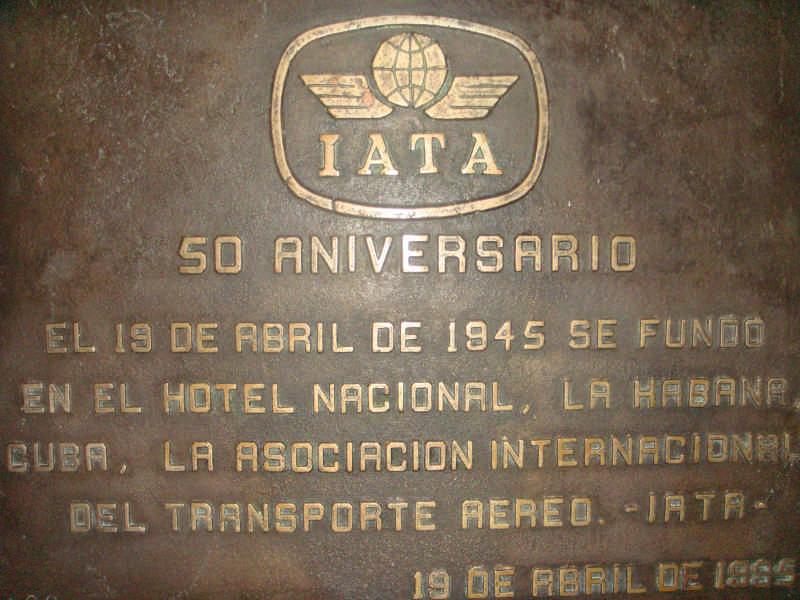 IATA
50 ANIVERSARIO
EL 19 DE ABRIL DE 1945 SE FUNDÓ
EN EL HOTEL NACIONAL, LA HABANA,
CUBA, LA ASOCIACION INTERNACIONAL
DEL TRANSPORTE AEREO. -IATA-
19 DE ABRIL DE 1995